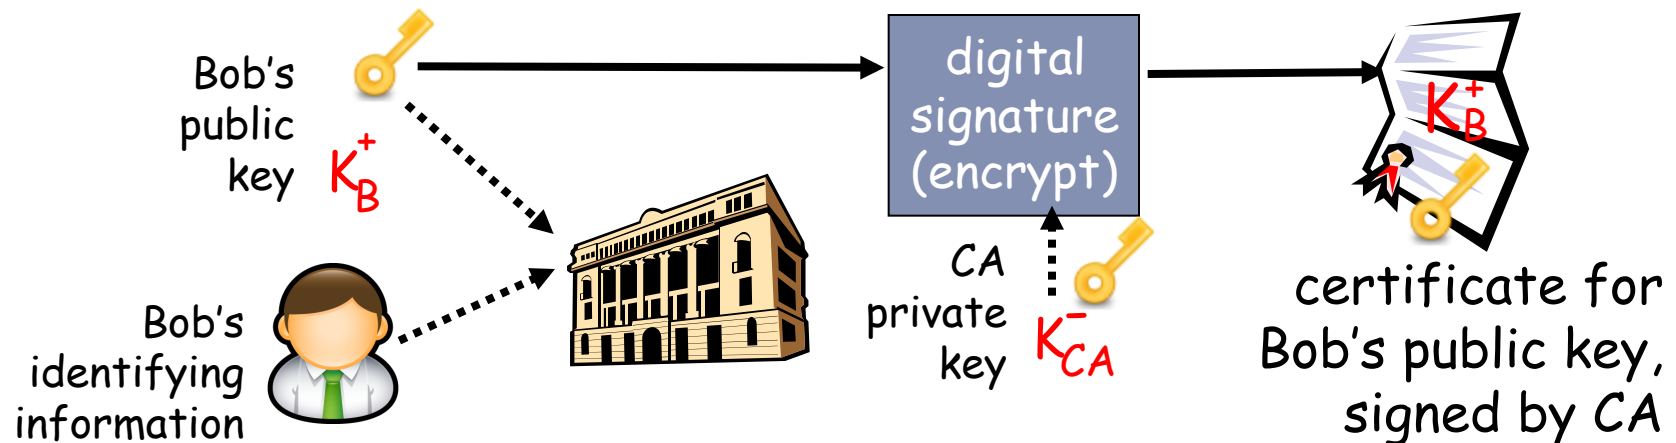 Bob's
public
key
K+B
Bob's
identifying
information
digital
signature
(encrypt)
CA
private
key
K-CA
K+B
certificate for
Bob's public key,
signed by CA